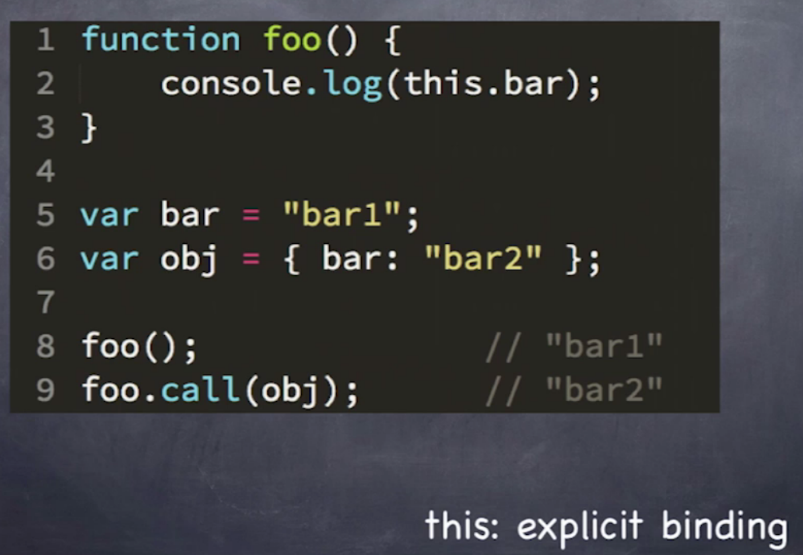 1 function foo() {
2     console.log(this.bar);
3 }
4
5 var bar = "bar1";
6 var obj = { bar: "bar2" };
7
8 foo();              // "bar1"
9 foo.call(obj);      // "bar2"
this: explicit binding